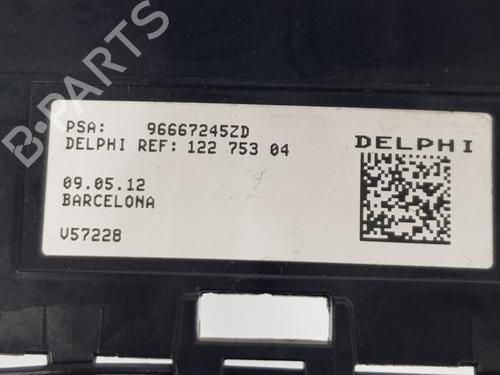 B-PARTS
PSA: 96667245ZD
DELPHI REF: 122 753 04
DELPHI
09.05.12
BARCELONA
V57228